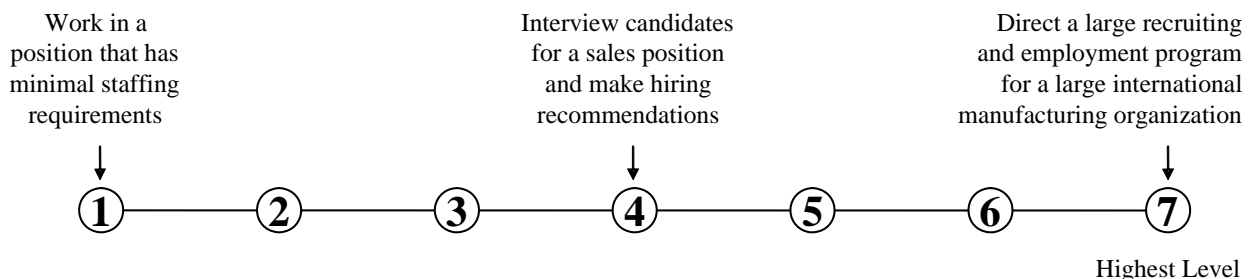 Work in a
position that has
minimal staffing
requirements
Interview candidates
for a sales position
and make hiring
recommendations
Direct a large recruiting
and employment program
for a large international
manufacturing organization
1 2 3 4 5 6 7
Highest Level